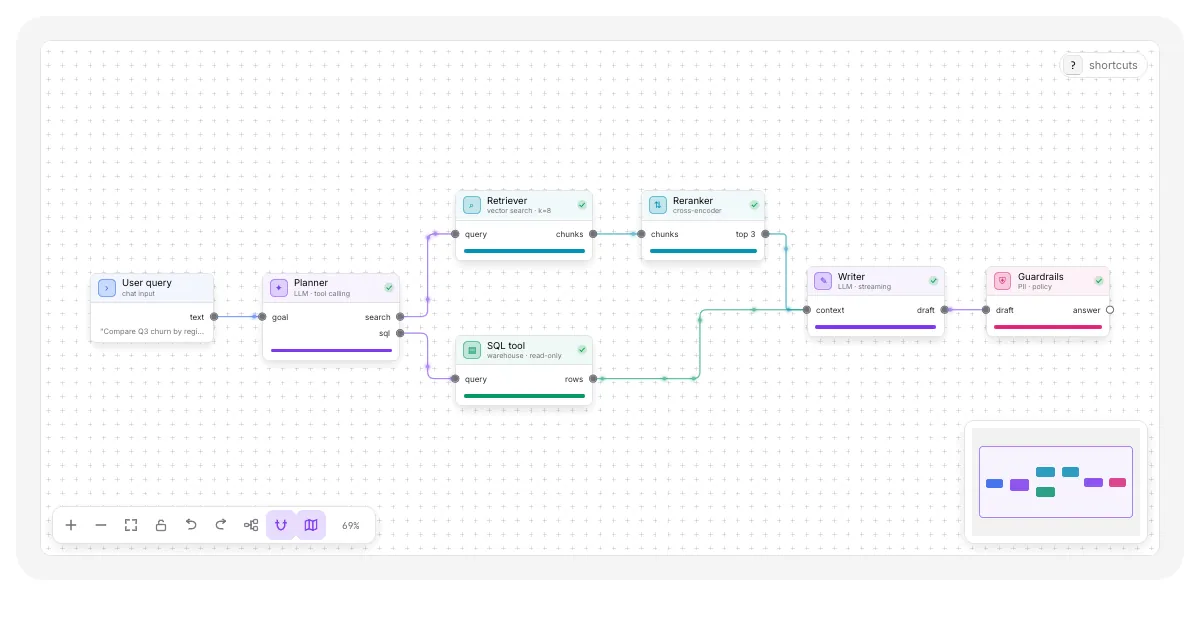 ? shortcuts
Retriever
vector search · k=8
query chunks
Reranker
cross-encoder
chunks top 3
User query
chat input
text
"Compare Q3 churn by regi...
Planner
LLM · tool calling
goal search
sql
SQL tool
warehouse · read-only
query rows
Writer
LLM · streaming
context draft
Guardrails
PII · policy
draft answer
69%